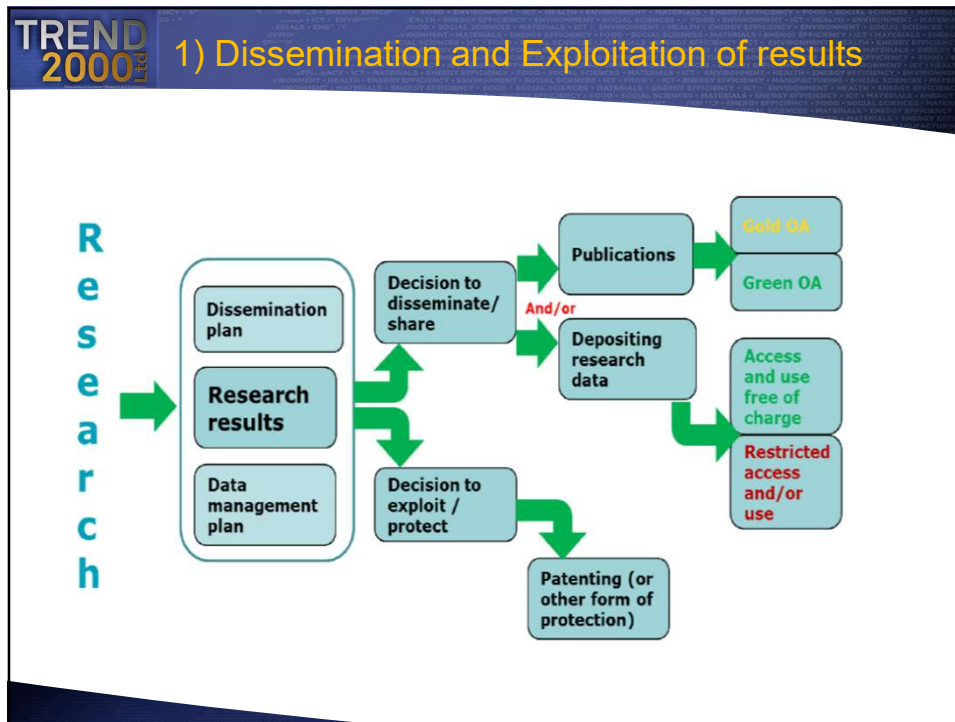 TREND
2000 Ltd
1) Dissemination and Exploitation of results
Research
Dissemination
plan
Research
results
Data
management
plan
Decision to
disseminate/
share
Decision to
exploit /
protect
And/or
Publications
Depositing
research
data
Patenting (or
other form of
protection)
Gold OA
Green OA
Access
and use
free of
charge
Restricted
access
and/or
use